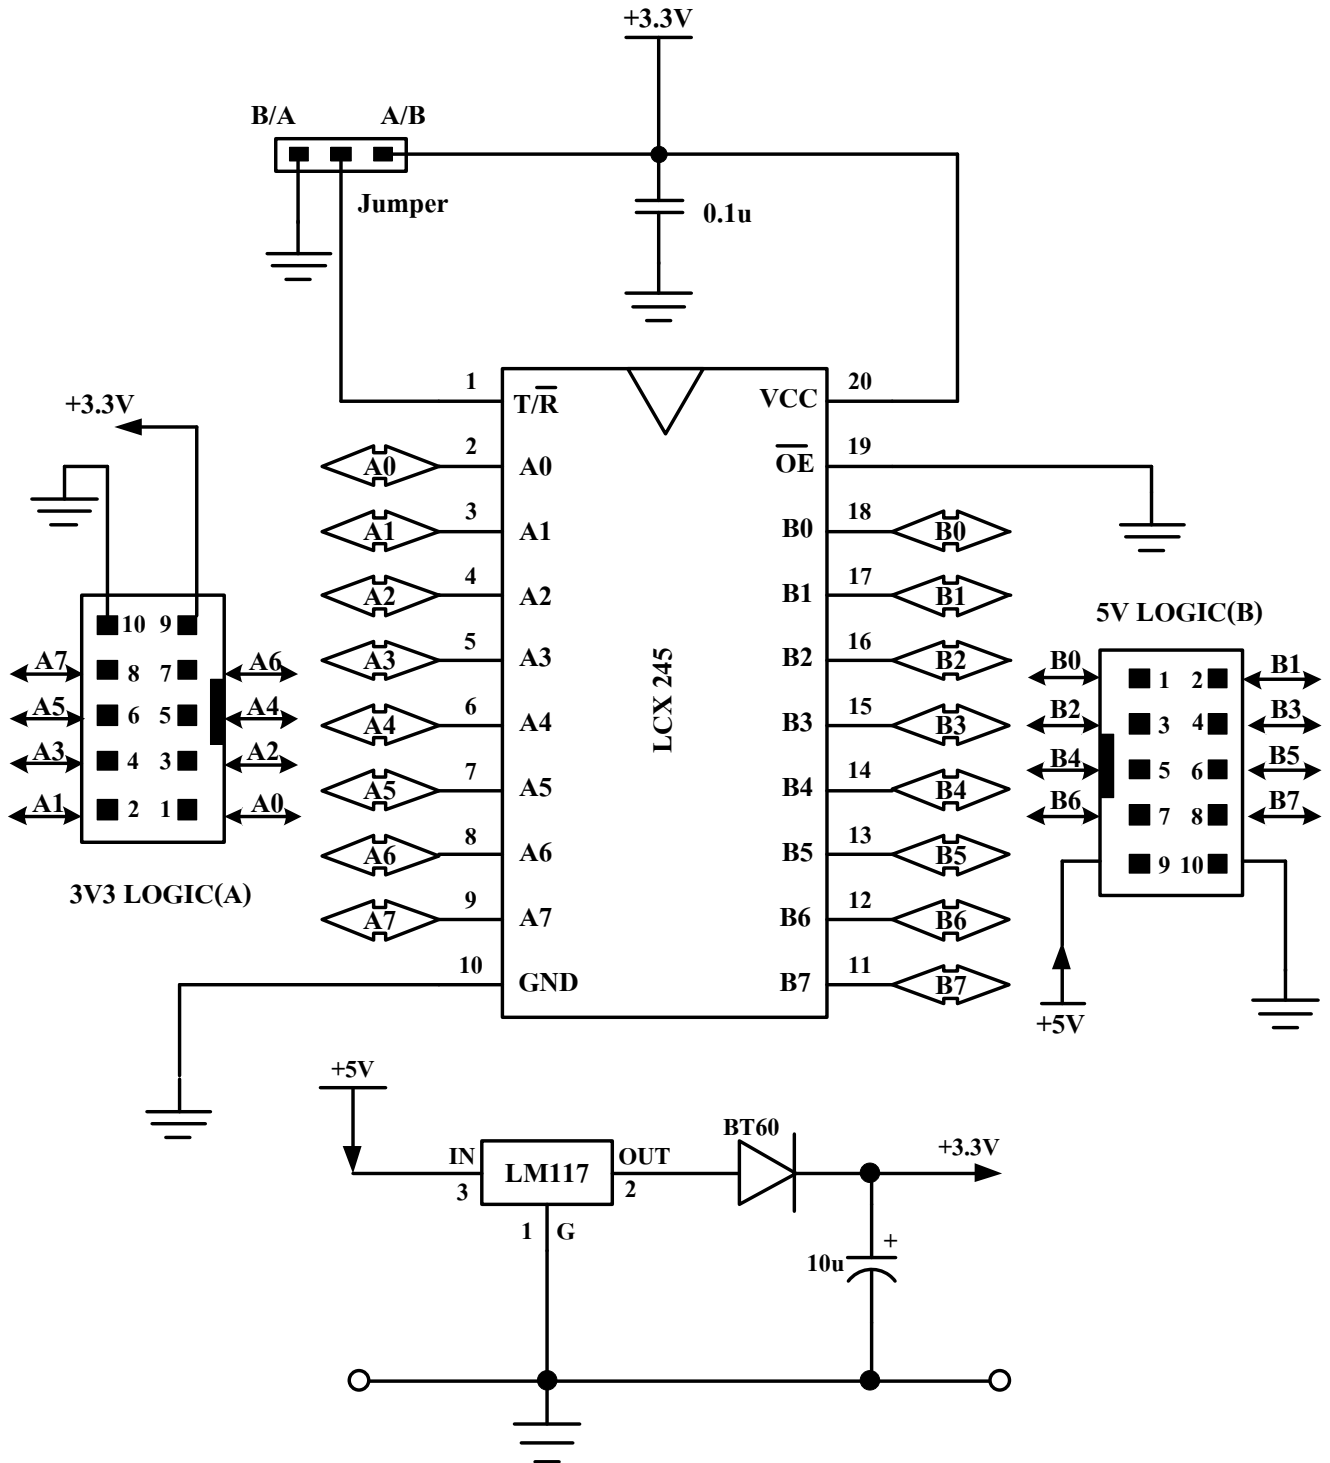 +3.3V
B/A A/B
Jumper
0.1u
1 T/R VCC 20
+3.3V
A0 2 A0 OE 19
A1 3 A1 B0 18 B0
A2 4 A2 B1 17 B1
A3 5 A3 B2 16 B2
A4 6 A4 B3 15 B3
A5 7 A5 B4 14 B4
A6 8 A6 B5 13 B5
A7 9 A7 B6 12 B6
10 GND B7 11 B7
LCX 245
10 9
A7 8 7 A6
A5 6 5 A4
A3 4 3 A2
A1 2 1 A0
3V3 LOGIC(A)
5V LOGIC(B)
B0 1 2 B1
B2 3 4 B3
B4 5 6 B5
B6 7 8 B7
9 10
+5V
+5V
BT60
IN LM117 OUT +3.3V
3 2
1 G
+
10u